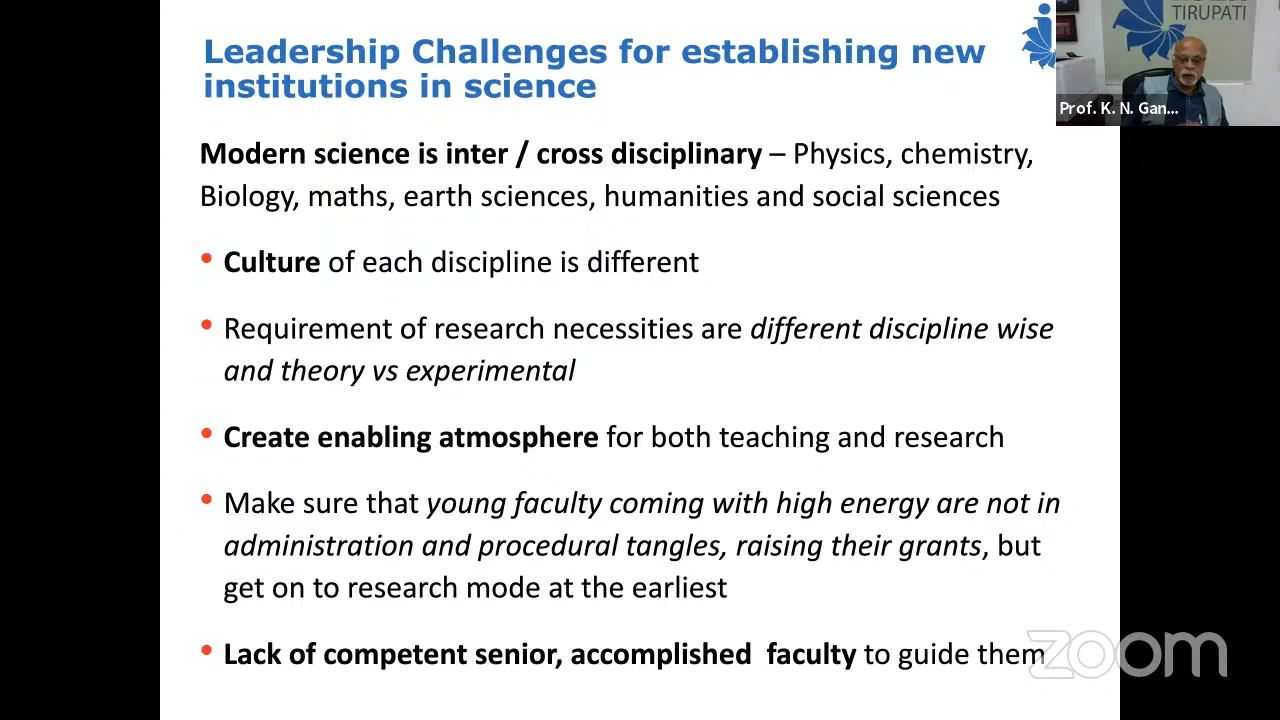 Leadership Challenges for establishing new
institutions in science
TIRUPATI
Prof. K. N. Gan...
Modern science is inter / cross disciplinary – Physics, chemistry,
Biology, maths, earth sciences, humanities and social sciences
• Culture of each discipline is different
• Requirement of research necessities are different discipline wise
and theory vs experimental
• Create enabling atmosphere for both teaching and research
• Make sure that young faculty coming with high energy are not in
administration and procedural tangles, raising their grants, but
get on to research mode at the earliest
• Lack of competent senior, accomplished faculty to guide them
zoom